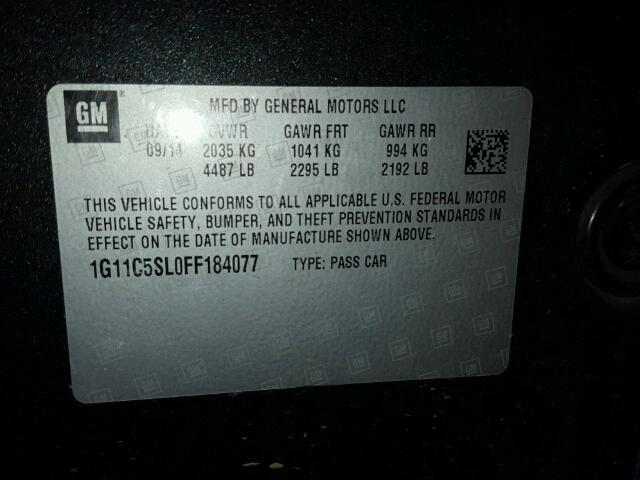 GM ® MFD BY GENERAL MOTORS LLC
DATE GVWR GAWR FRT GAWR RR
09/14 2035 KG 1041 KG 994 KG
4487 LB 2295 LB 2192 LB
THIS VEHICLE CONFORMS TO ALL APPLICABLE U.S. FEDERAL MOTOR
VEHICLE SAFETY, BUMPER, AND THEFT PREVENTION STANDARDS IN
EFFECT ON THE DATE OF MANUFACTURE SHOWN ABOVE.
1G11C5SL0FF184077 TYPE: PASS CAR